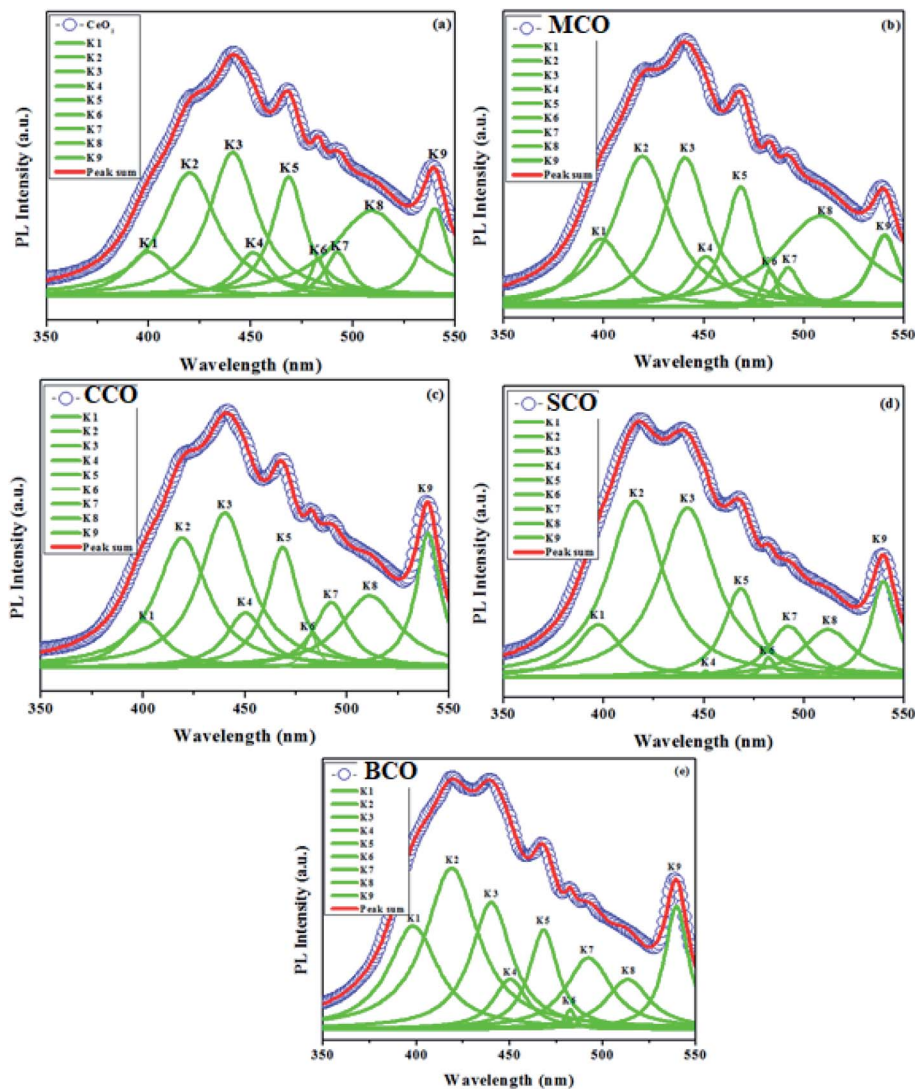 CeO2
K1
K2
K3
K4
K5
K6
K7
K8
K9
Peak sum
(a)
K1
K2
K3
K4
K5
K6
K7
K8
K9
PL Intensity (a.u.)
350 400 450 500 550
Wavelength (nm)
MCO
K1
K2
K3
K4
K5
K6
K7
K8
K9
Peak sum
(b)
K1
K2
K3
K4
K5
K6
K7
K8
K9
PL Intensity (a.u.)
350 400 450 500 550
Wavelength (nm)
CCO
K1
K2
K3
K4
K5
K6
K7
K8
K9
Peak sum
(c)
K1
K2
K3
K4
K5
K6
K7
K8
K9
PL Intensity (a.u.)
350 400 450 500 550
Wavelength (nm)
SCO
K1
K2
K3
K4
K5
K6
K7
K8
K9
Peak sum
(d)
K1
K2
K3
K4
K5
K6
K7
K8
K9
PL Intensity (a.u.)
350 400 450 500 550
Wavelength (nm)
BCO
K1
K2
K3
K4
K5
K6
K7
K8
K9
Peak sum
(e)
K1
K2
K3
K4
K5
K6
K7
K8
K9
PL Intensity (a.u.)
350 400 450 500 550
Wavelength (nm)